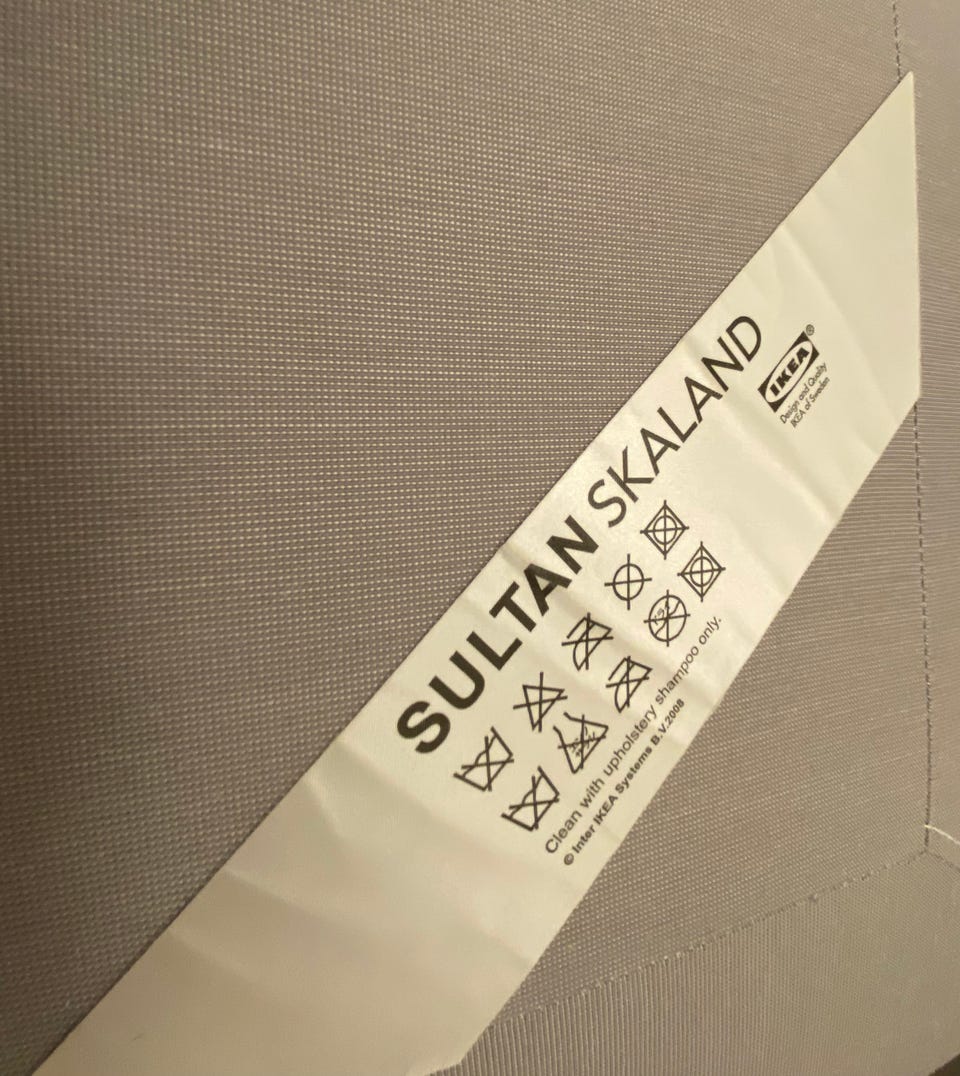 SULTAN SKALAND
IKEA®
Design and Quality
IKEA of Sweden
Clean with upholstery shampoo only.
© Inter IKEA Systems B.V. 2008